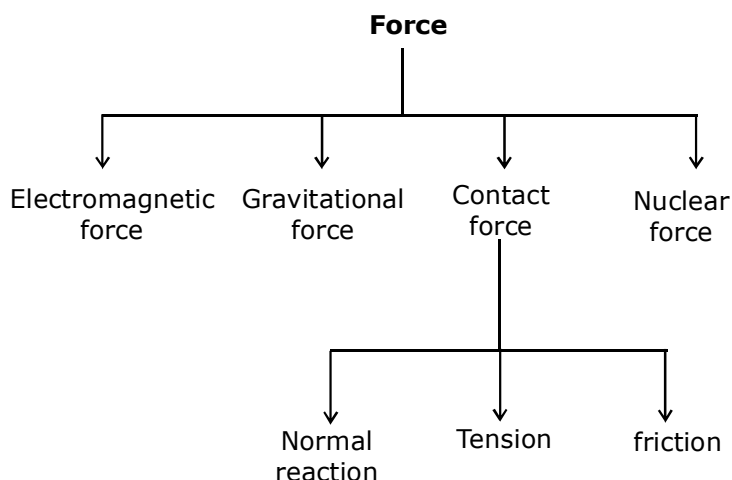 Force
Electromagnetic
force
Gravitational
force
Contact
force
Nuclear
force
Normal
reaction
Tension
friction